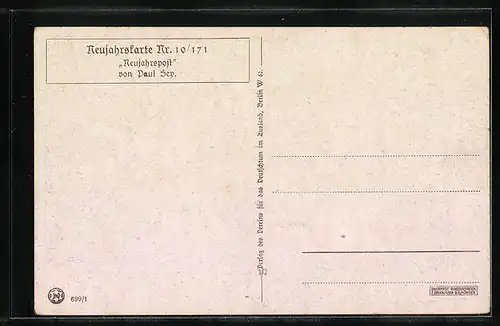 Neujahrskarte Nr. 10/171
„Neujahrspost"
von Paul Hey.
Verlag des Vereins für das Deutschtum im Ausland, Berlin W 62.
699/1